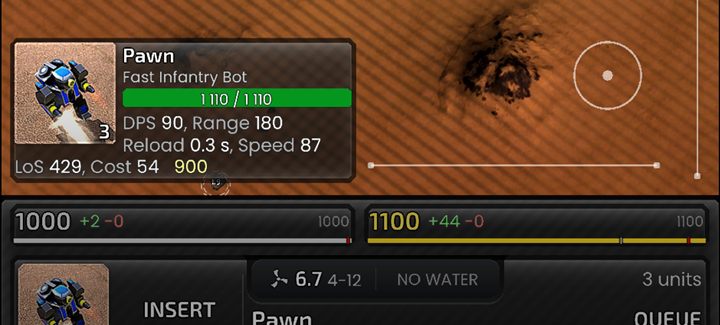 Pawn
Fast Infantry Bot
1 110 / 1 110
3
DPS 90, Range 180
Reload 0.3 s, Speed 87
LoS 429, Cost 54 900
1000 +2 -0 1000
1100 +44 -0 1100
6.7 4-12 NO WATER
3 units
INSERT
Pawn
QUEUE